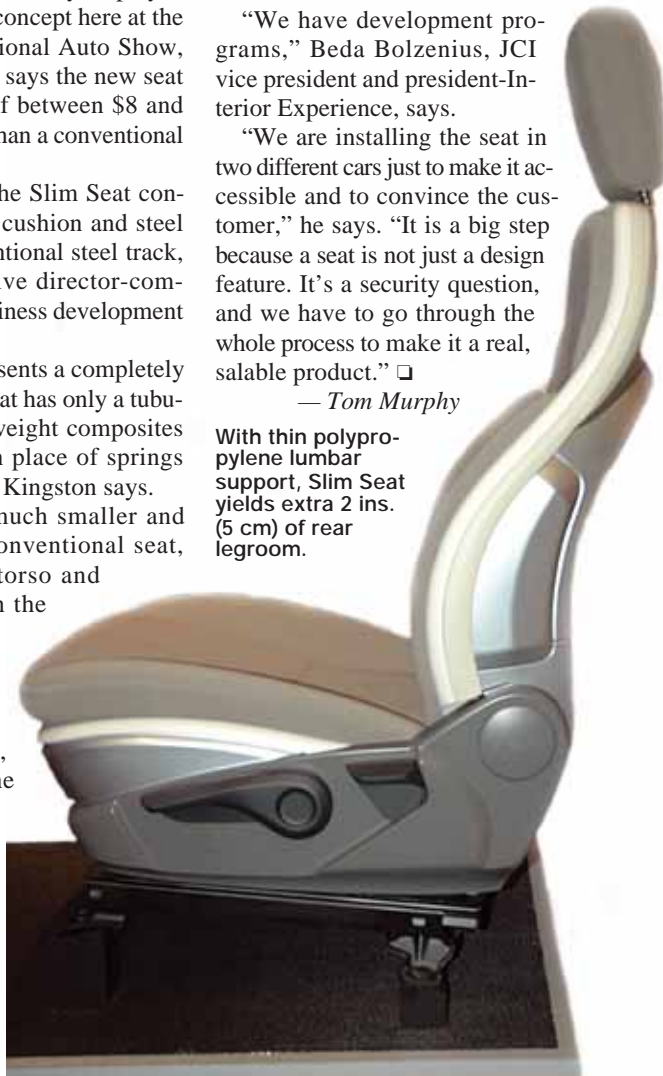 concept here at the
ional Auto Show,
says the new seat
f between $8 and
han a conventional
he Slim Seat con-
cushion and steel
ntional steel track,
ve director-com-
iness development
sents a completely
at has only a tubu-
weight composites
n place of springs
Kingston says.
much smaller and
onventional seat,
torso and
n the
,
ne
“We have development pro-
grams,” Beda Bolzenius, JCI
vice president and president-In-
terior Experience, says.
“We are installing the seat in
two different cars just to make it ac-
cessible and to convince the cus-
tomer,” he says. “It is a big step
because a seat is not just a design
feature. It’s a security question,
and we have to go through the
whole process to make it a real,
salable product.” ❏
— Tom Murphy
With thin polypro-
pylene lumbar
support, Slim Seat
yields extra 2 ins.
(5 cm) of rear
legroom.